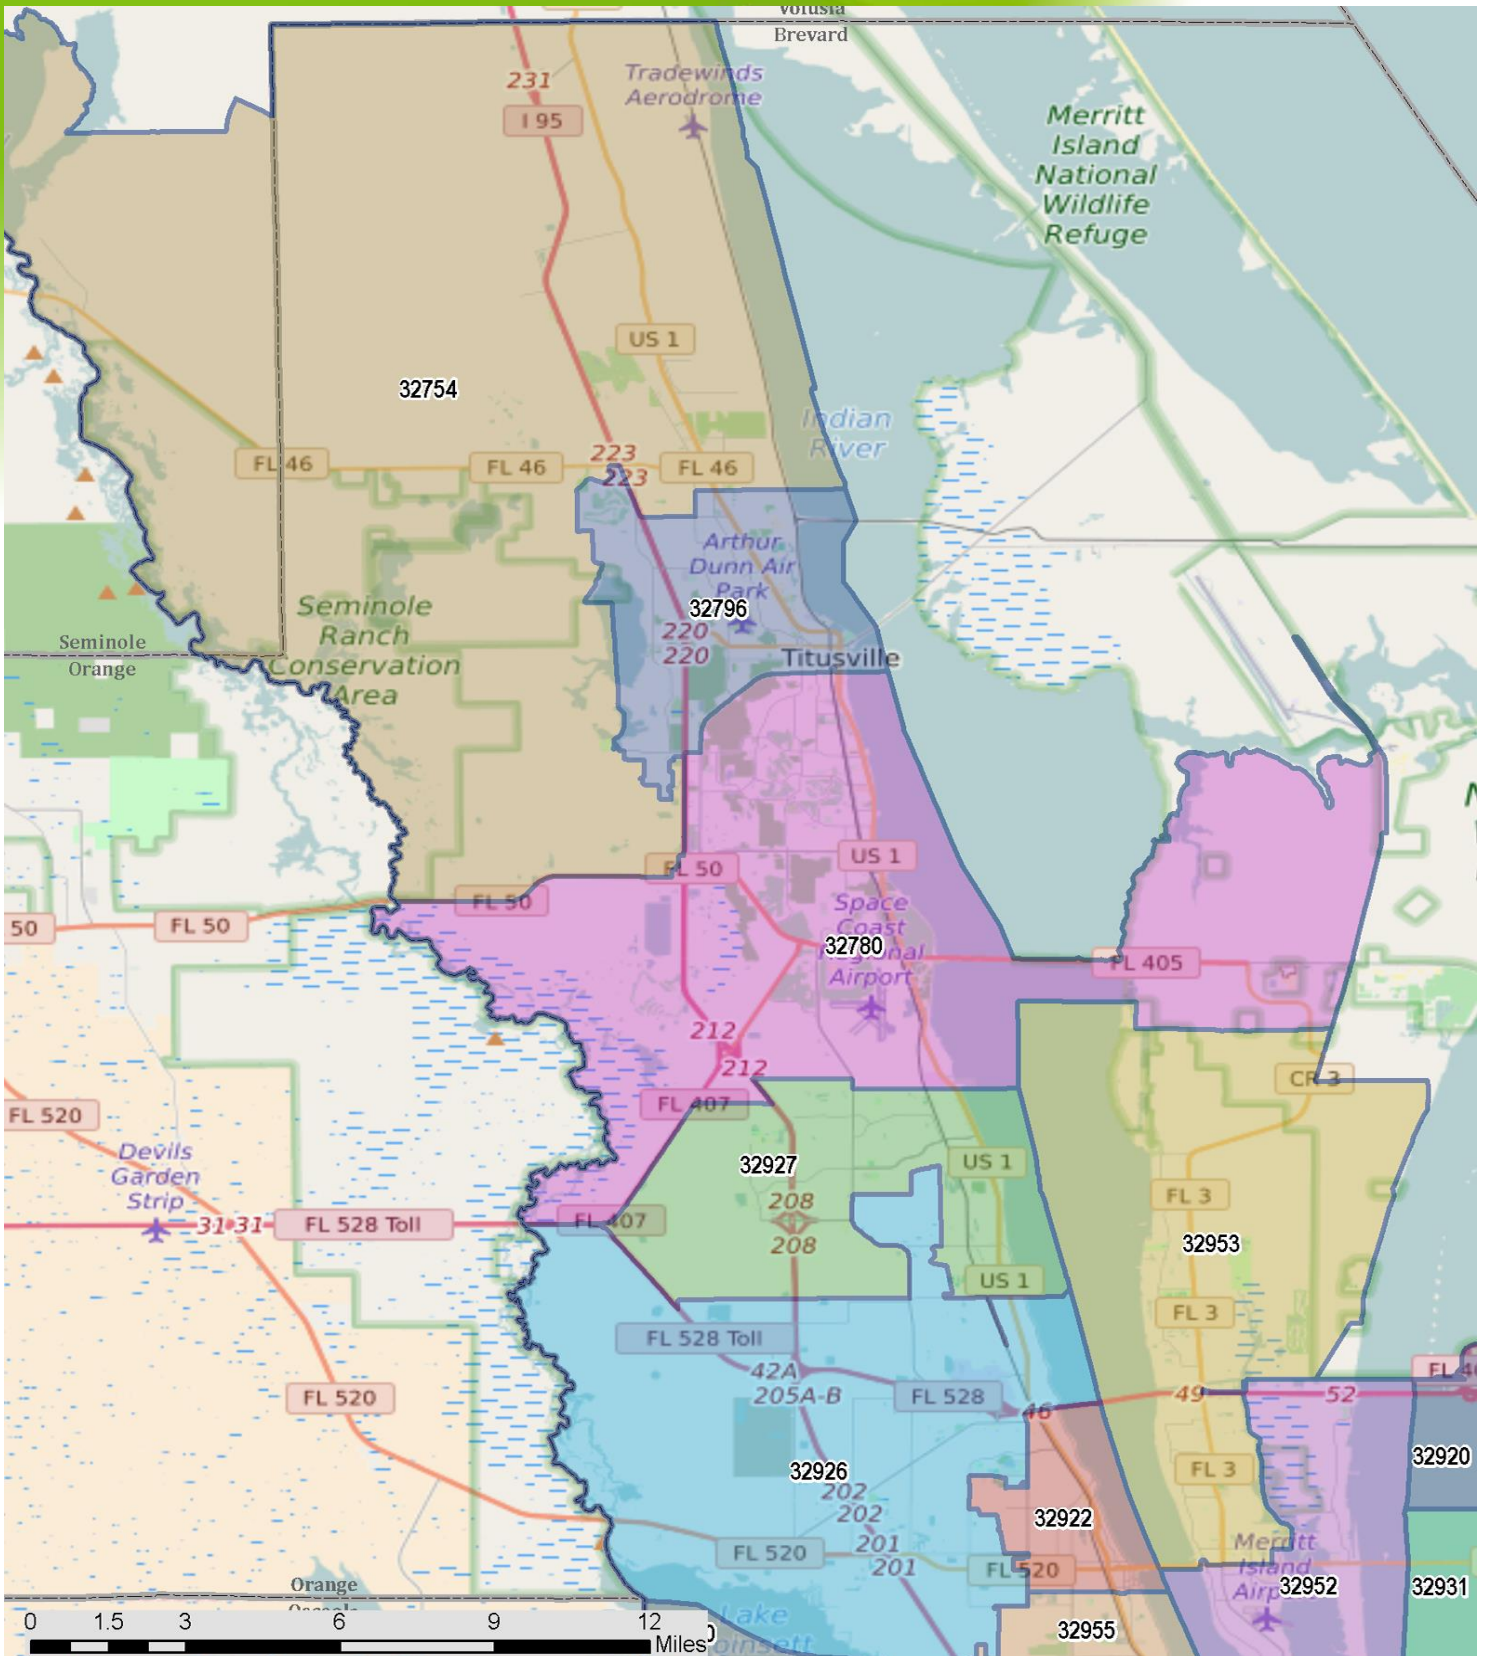 Volusia
Brevard
231
I 95
Tradewinds
Aerodrome
Merritt
Island
National
Wildlife
Refuge
US 1
32754
Indian
River
FL 46
FL 46
223
223
FL 46
Arthur
Dunn Air
Park
32796
220
220
Titusville
Seminole
Ranch
Conservation
Area
Seminole
Orange
FL 50
US 1
FL 50
50
FL 50
Space
Coast
Regional
Airport
32780
FL 405
212
212
CR 3
FL 407
FL 520
Devils
Garden
Strip
32927
US 1
FL 3
208
208
31 31
FL 528 Toll
FL 407
32953
US 1
FL 3
FL 528 Toll
42A
205A-B
FL 528
46
49
52
FL 520
FL 3
32926
202
202
201
201
32920
32922
FL 520
FL 520
Merritt
Island
Airport
32952
32931
32955
Orange
Osceola
Lake
Poinsett
0 1.5 3 6 9 12
Miles